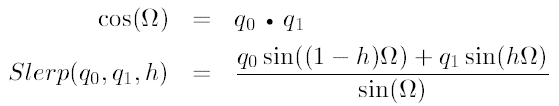 cos(Ω) = q₀ • q₁
Slerp(q₀, q₁, h) = (q₀ sin((1 − h)Ω) + q₁ sin(hΩ)) / sin(Ω)